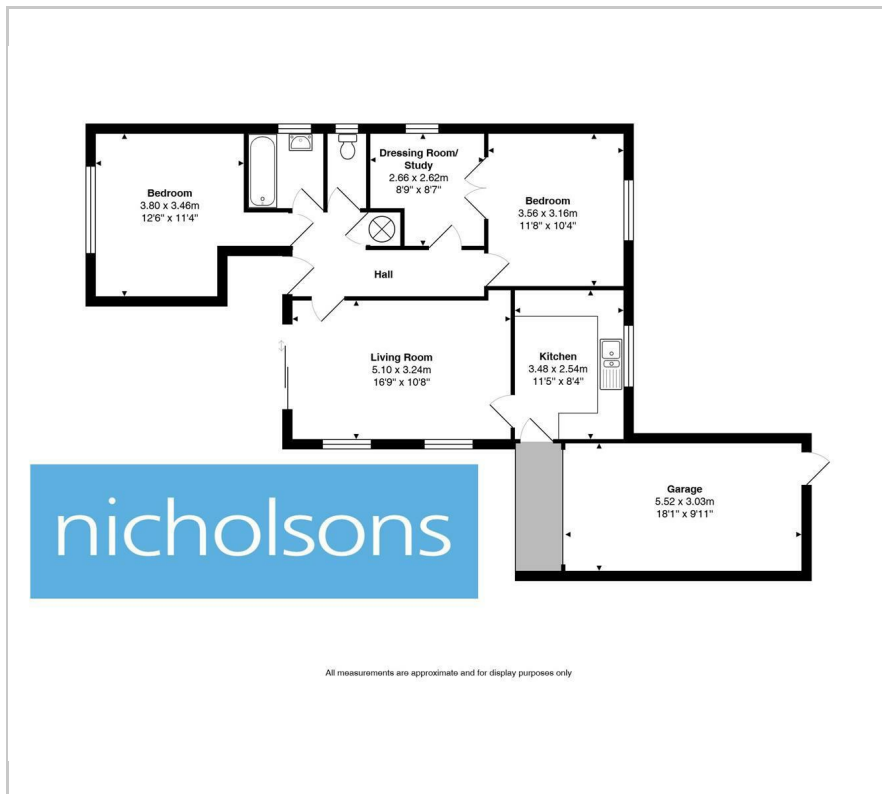 Bedroom
3.80 x 3.46m
12'6" x 11'4"
Dressing Room/
Study
2.66 x 2.62m
8'9" x 8'7"
Bedroom
3.56 x 3.16m
11'8" x 10'4"
Hall
Living Room
5.10 x 3.24m
16'9" x 10'8"
Kitchen
3.48 x 2.54m
11'5" x 8'4"
Garage
5.52 x 3.03m
18'1" x 9'11"
nicholsons
All measurements are approximate and for display purposes only